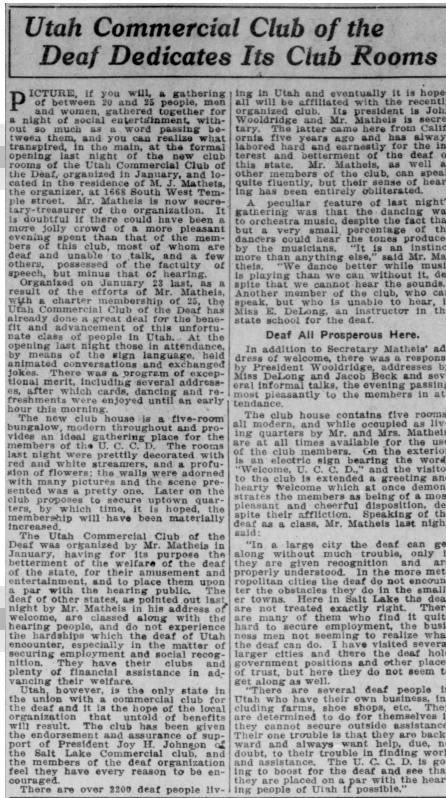 Utah Commercial Club of the
Deaf Dedicates Its Club Rooms
PICTURE, if you will, a gathering
of between 20 and 25 people, men
and women, gathered together for
a night of social entertainment, with-
out so much as a word passing be-
tween them, and you can realize what
transpired, in the main, at the formal
opening last night of the new club
rooms of the Utah Commercial Club of
the Deaf, organized in January, and lo-
cated in the residence of M. J. Matheis,
the organizer, at 1668 South West Tem-
ple street. Mr. Matheis is now secre-
tary-treasurer of the organization. It
is doubtful if there could have been a
more jolly crowd of a more pleasant
evening spent than that of the mem-
bers of this club, most of whom are
deaf and unable to talk, and a few
others, possessed of the factulty of
speech, but minus that of hearing.
Organized on January 23 last, as a
result of the efforts of Mr. Matheis,
with a charter membership of 25, the
Utah Commercial Club of the Deaf has
already done a great deal for the bene-
fit and advancement of this unfortu-
nate class of people in Utah. At the
opening last night those in attendance,
by means of the sign language, held
animated conversations and exchanged
jokes. There was a program of excep-
tional merit, including several address-
es, after which cards, dancing and re-
freshments were enjoyed until an early
hour this morning.
The new club house is a five-room
bungalow, modern throughout and pro-
vides an ideal gathering place for the
members of the U. C. C. D. The rooms
last night were prettily decorated with
red and white streamers, and a profu-
sion of flowers; the walls were adorned
with many pictures and the scene pre-
sented was a pretty one. Later on the
club proposes to secure uptown quar-
ters, by which time, it is hoped, the
membership will have been materially
increased.
The Utah Commercial Club of the
Deaf was organized by Mr. Matheis in
January, having for its purpose the
betterment of the welfare of the deaf
of the state, for their amusement and
entertainment, and to place them upon
a par with the hearing public. The
deaf of other states, as pointed out last
night by Mr. Matheis in his address of
welcome, are classed along with the
hearing people, and do not experience
the hardships which the deaf of Utah
encounter, especially in the matter of
securing employment and social recog-
nition. They have their clubs and
plenty of financial assistance in ad-
vancing their welfare.
Utah, however, is the only state in
the union with a commercial club for
the deaf and it is the hope of the local
organization that untold of benefits
will result. The club has been given
the endorsement and assurance of sup-
port of President Joy H. Johnson of
the Salt Lake Commercial club, and
the members of the deaf organization
feel they have every reason to be en-
couraged.
There are over 2200 deaf people liv-
ing in Utah and eventually it is hope
all will be affiliated with the recentl
organized club. Its president is John
Wooldridge and Mr. Matheis is secre
tary. The latter came here from Calif
ornia five years ago and has alway
labored hard and earnestly for the in
terest and betterment of the deaf o
this state. Mr. Matheis, as well a
other members of the club, can speal
quite fluently, but their sense of hear
ing has been entirely obliterated.
A peculiar feature of last night'
gathering was that the dancing wa
to orchestra music, despite the fact tha
but a very small percentage of th
dancers could hear the tones produce
by the musicians. "It is an instinc
more than anything else," said Mr. Ma
theis. "We dance better while musi
is playing than we can without it, de
spite that we cannot hear the sounds.
Another member of the club, who ca
speak, but who is unable to hear, i
Miss E. DeLong, an instructor in th
state school for the deaf.
Deaf All Prosperous Here.
In addition to Secretary Matheis' ad
dress of welcome, there was a respons
by President Wooldridge, addresses b
Miss DeLong and Jacob Beck and sev
eral informal talks, the evening passin
most pleasantly to the members in at
tendance.
The club house contains five rooms
all modern, and while occupied as liv
ing quarters by Mr. and Mrs. Mathei
are at all times available for the us
of the club members. On the exterio
is an electric sign bearing the word
"Welcome, U. C. C. D.," and the visito
to the club is extended a greeting an
hearty welcome which at once demon
strates the members as being of a mos
pleasant and cheerful disposition, de
spite their affliction. Speaking of th
deaf as a class, Mr. Matheis last nigh
said:
"In a large city the deaf can ge
along without much trouble, only i
they are given recognition and ar
properly understood. In the more met
ropolitan cities the deaf do not encoun
ter the obstacles they do in the small
er towns. Here in Salt Lake the dea
are not treated exactly right. Ther
are many of them who find it quit
hard to secure employment, the busi
ness men not seeming to realize wha
the deaf can do. I have visited severa
larger cities and there the deaf hol
government positions and other place
of trust, but here they do not seem t
get along as well.
"There are several deaf people i
Utah who have their own business, in
cluding farms, shoe shops, etc. The
are determined to do for themselves i
they cannot secure outside assistanc
Their one trouble is that they are back
ward and always want help, due, n
doubt, to their trouble in finding worl
and assistance. The U. C. C. D. is go
ing to boost for the deaf and see tha
they are placed on a par with the hear
ing people of Utah if possible."